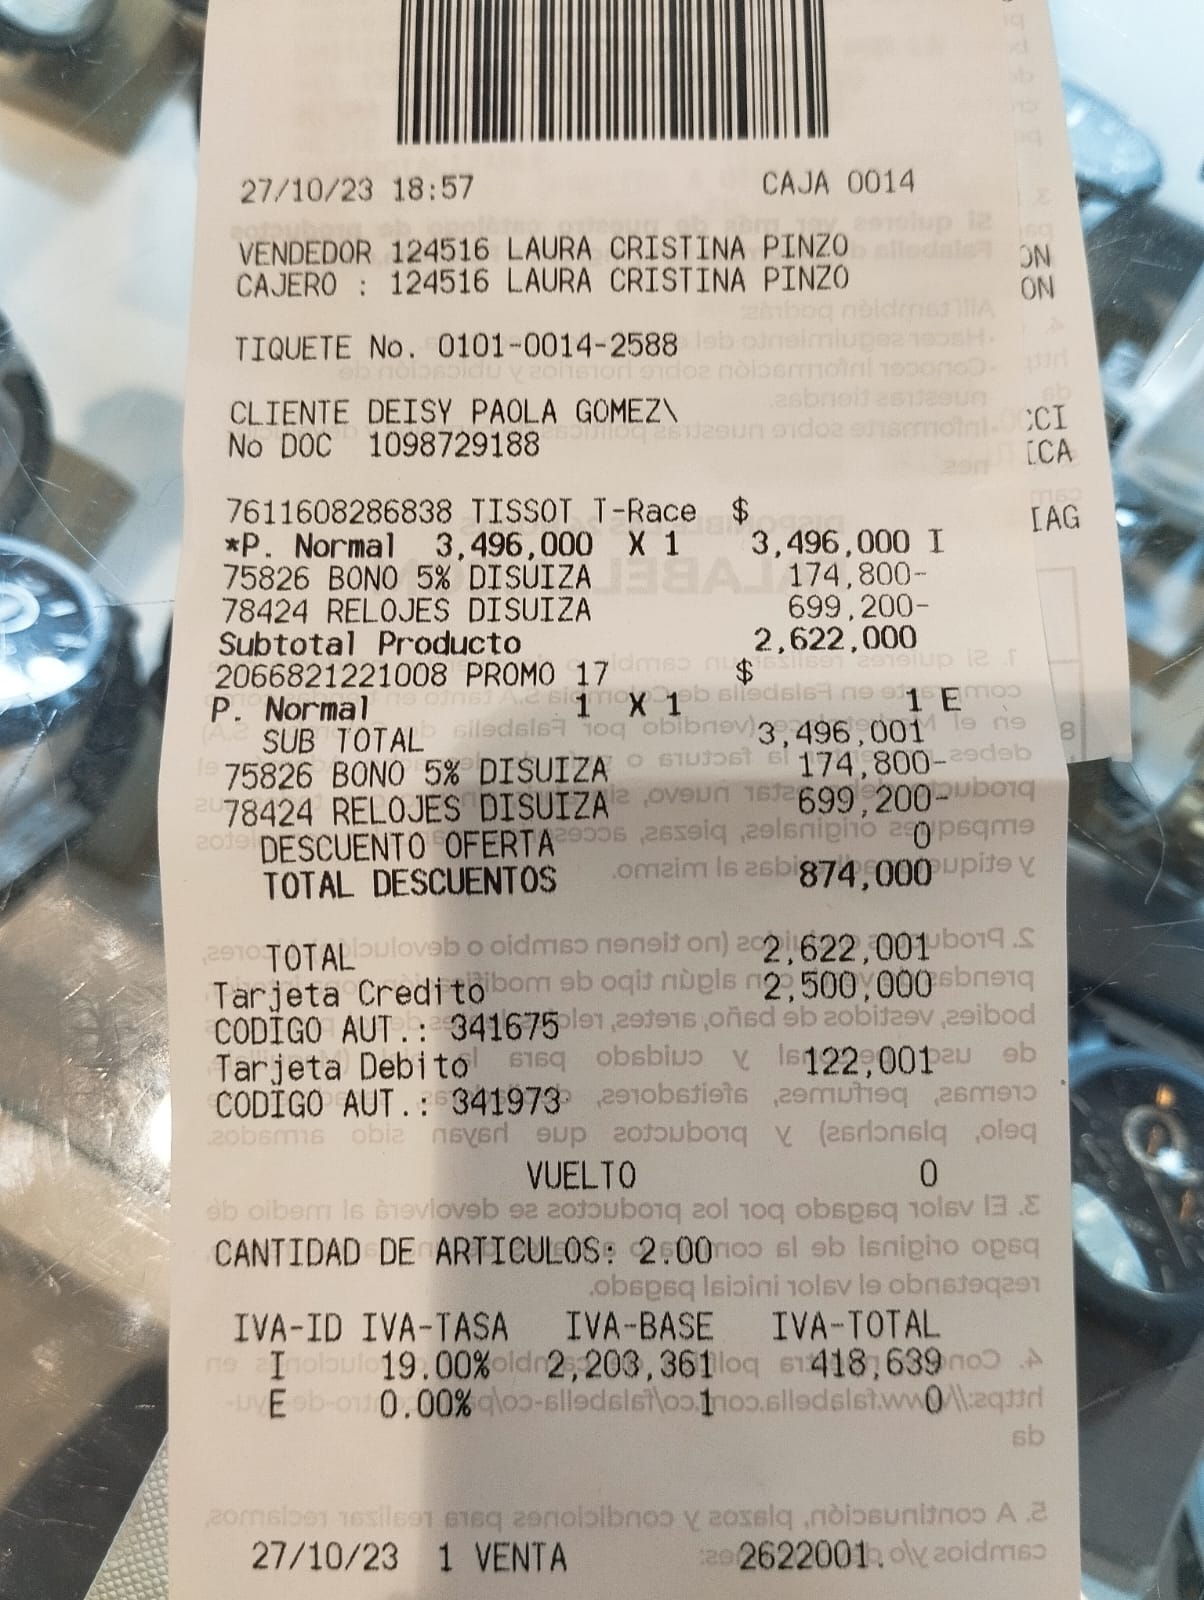 27/10/23 18:57 CAJA 0014
VENDEDOR 124516 LAURA CRISTINA PINZO
CAJERO : 124516 LAURA CRISTINA PINZO
TIQUETE No. 0101-0014-2588
CLIENTE DEISY PAOLA GOMEZ\
No DOC 1098729188
7611608286838 TISSOT T-Race $
*P. Normal 3,496,000 X 1 3,496,000 I
75826 BONO 5% DISUIZA 174,800-
78424 RELOJES DISUIZA 699,200-
Subtotal Producto 2,622,000
2066821221008 PROMO 17 $
P. Normal 1 X 1 1 E
SUB TOTAL 3,496,001
75826 BONO 5% DISUIZA 174,800-
78424 RELOJES DISUIZA 699,200-
DESCUENTO OFERTA 0
TOTAL DESCUENTOS 874,000
TOTAL 2,622,001
Tarjeta Credito 2,500,000
CODIGO AUT.: 341675
Tarjeta Debito 122,001
CODIGO AUT.: 341973
VUELTO 0
CANTIDAD DE ARTICULOS: 2.00
IVA-ID IVA-TASA IVA-BASE IVA-TOTAL
I 19.00% 2,203,361 418,639
E 0.00% 1 0
27/10/23 1 VENTA 2622001.
ON
ON
CCI
ICA
IAG